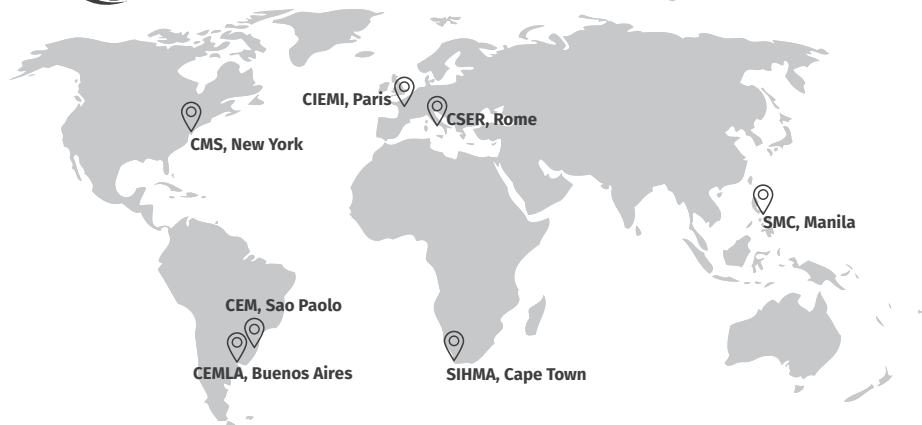 CIEMI, Paris
CSER, Rome
CMS, New York
SMC, Manila
CEM, Sao Paolo
CEMLA, Buenos Aires
SIHMA, Cape Town